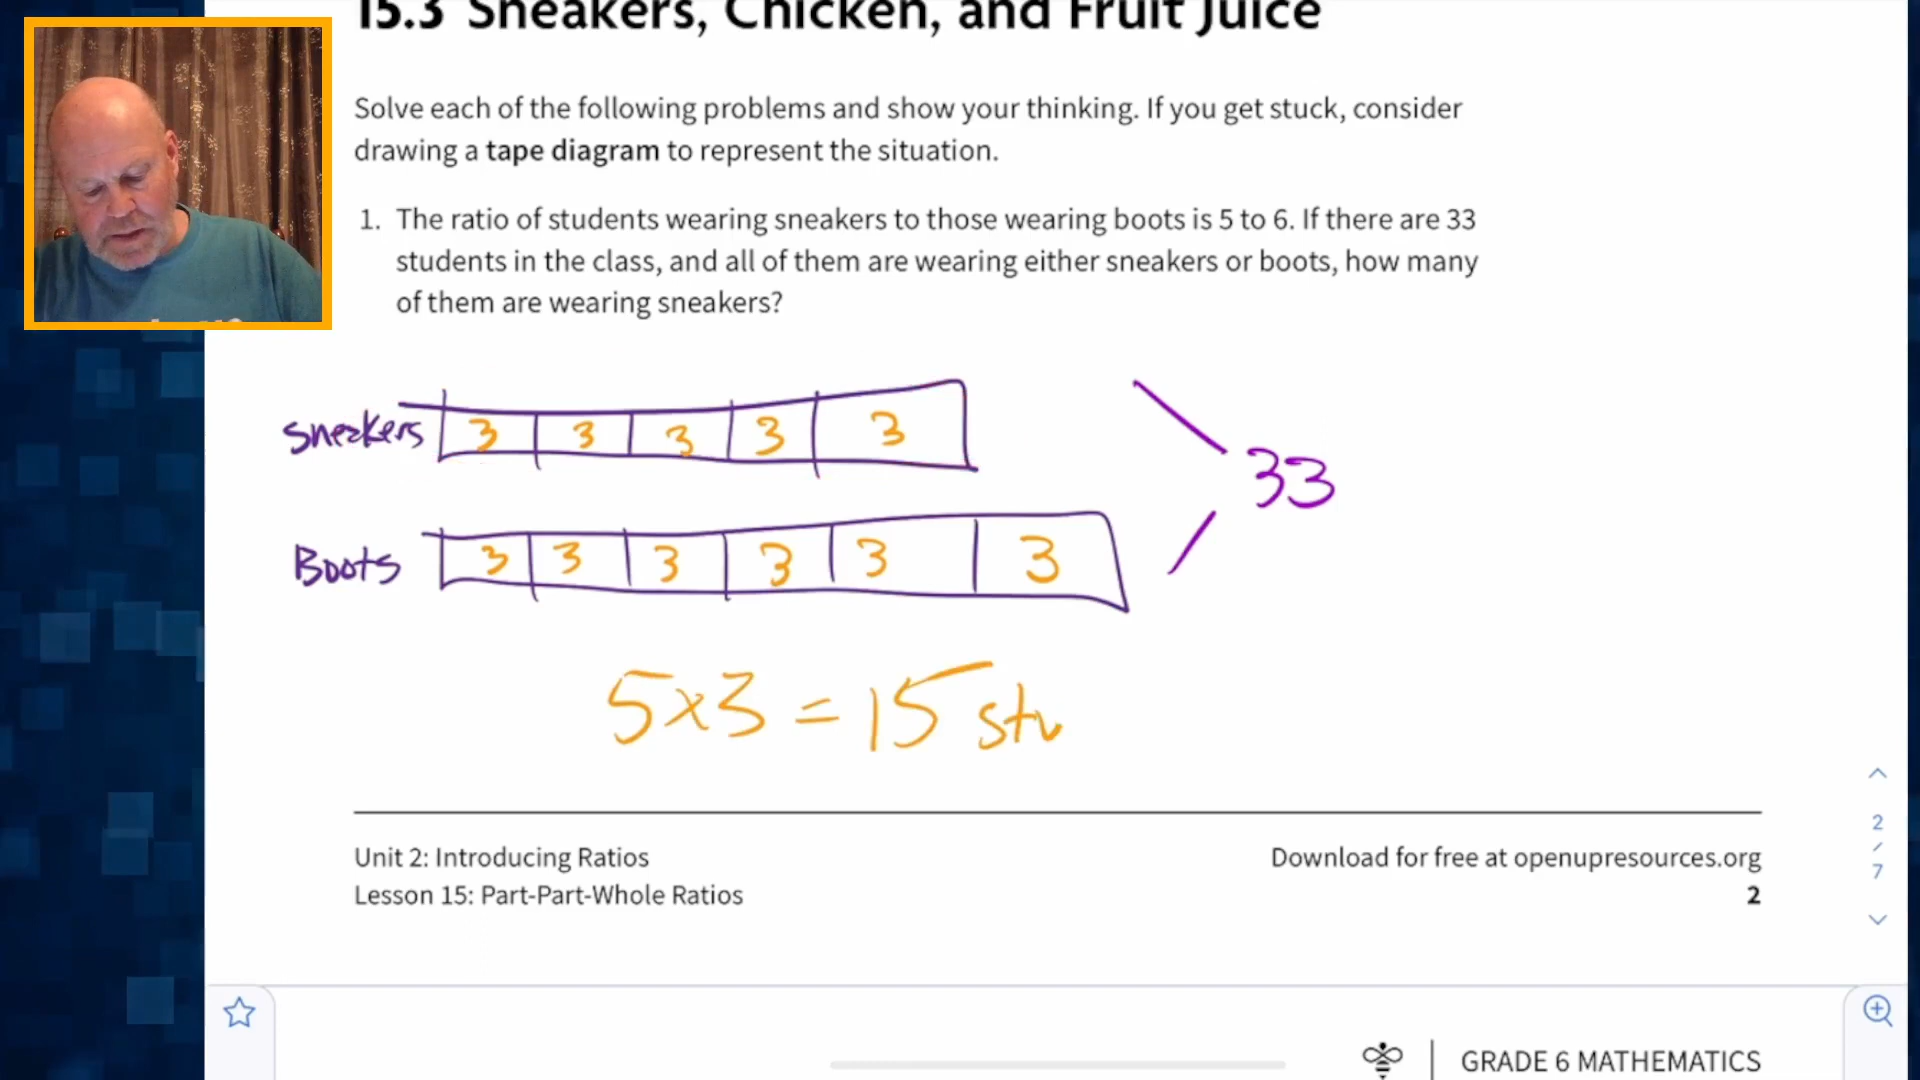 15.3 Sneakers, Chicken, and Fruit Juice
Solve each of the following problems and show your thinking. If you get stuck, consider
drawing a tape diagram to represent the situation.
1. The ratio of students wearing sneakers to those wearing boots is 5 to 6. If there are 33
students in the class, and all of them are wearing either sneakers or boots, how many
of them are wearing sneakers?
Sneakers 3 3 3 3 3
33
Boots 3 3 3 3 3 3
5x3 = 15 stu
Unit 2: Introducing Ratios
Download for free at openupresources.org
Lesson 15: Part-Part-Whole Ratios
2
2
/
7
GRADE 6 MATHEMATICS